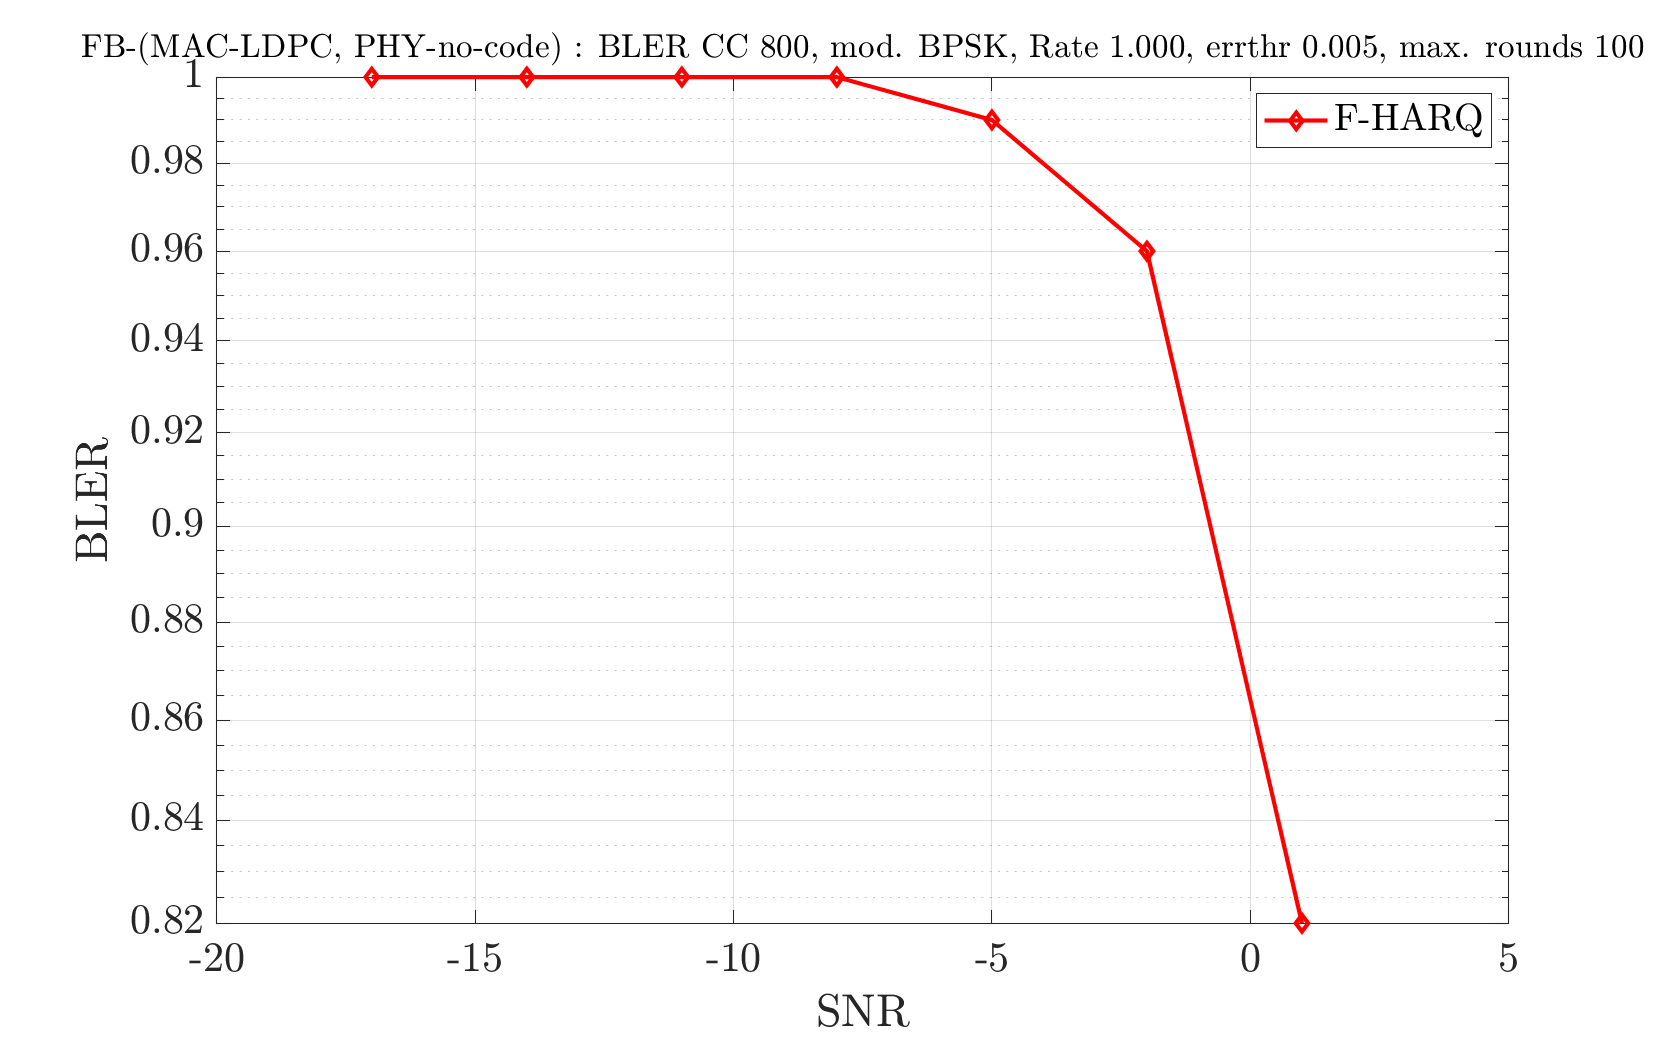 FB-(MAC-LDPC, PHY-no-code) : BLER CC 800, mod. BPSK, Rate 1.000, errthr 0.005, max. rounds 100
1
0.98
0.96
0.94
0.92
0.9
0.88
0.86
0.84
0.82
BLER
F-HARQ
-20 -15 -10 -5 0 5
SNR